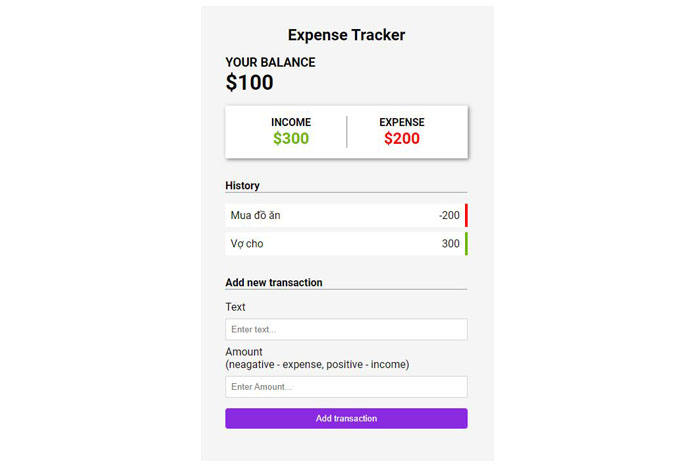 Expense Tracker
YOUR BALANCE
$100
INCOME EXPENSE
$300 $200
History
Mua đồ ăn -200
Vợ cho 300
Add new transaction
Text
Enter text...
Amount
(neagative - expense, positive - income)
Enter Amount...
Add transaction